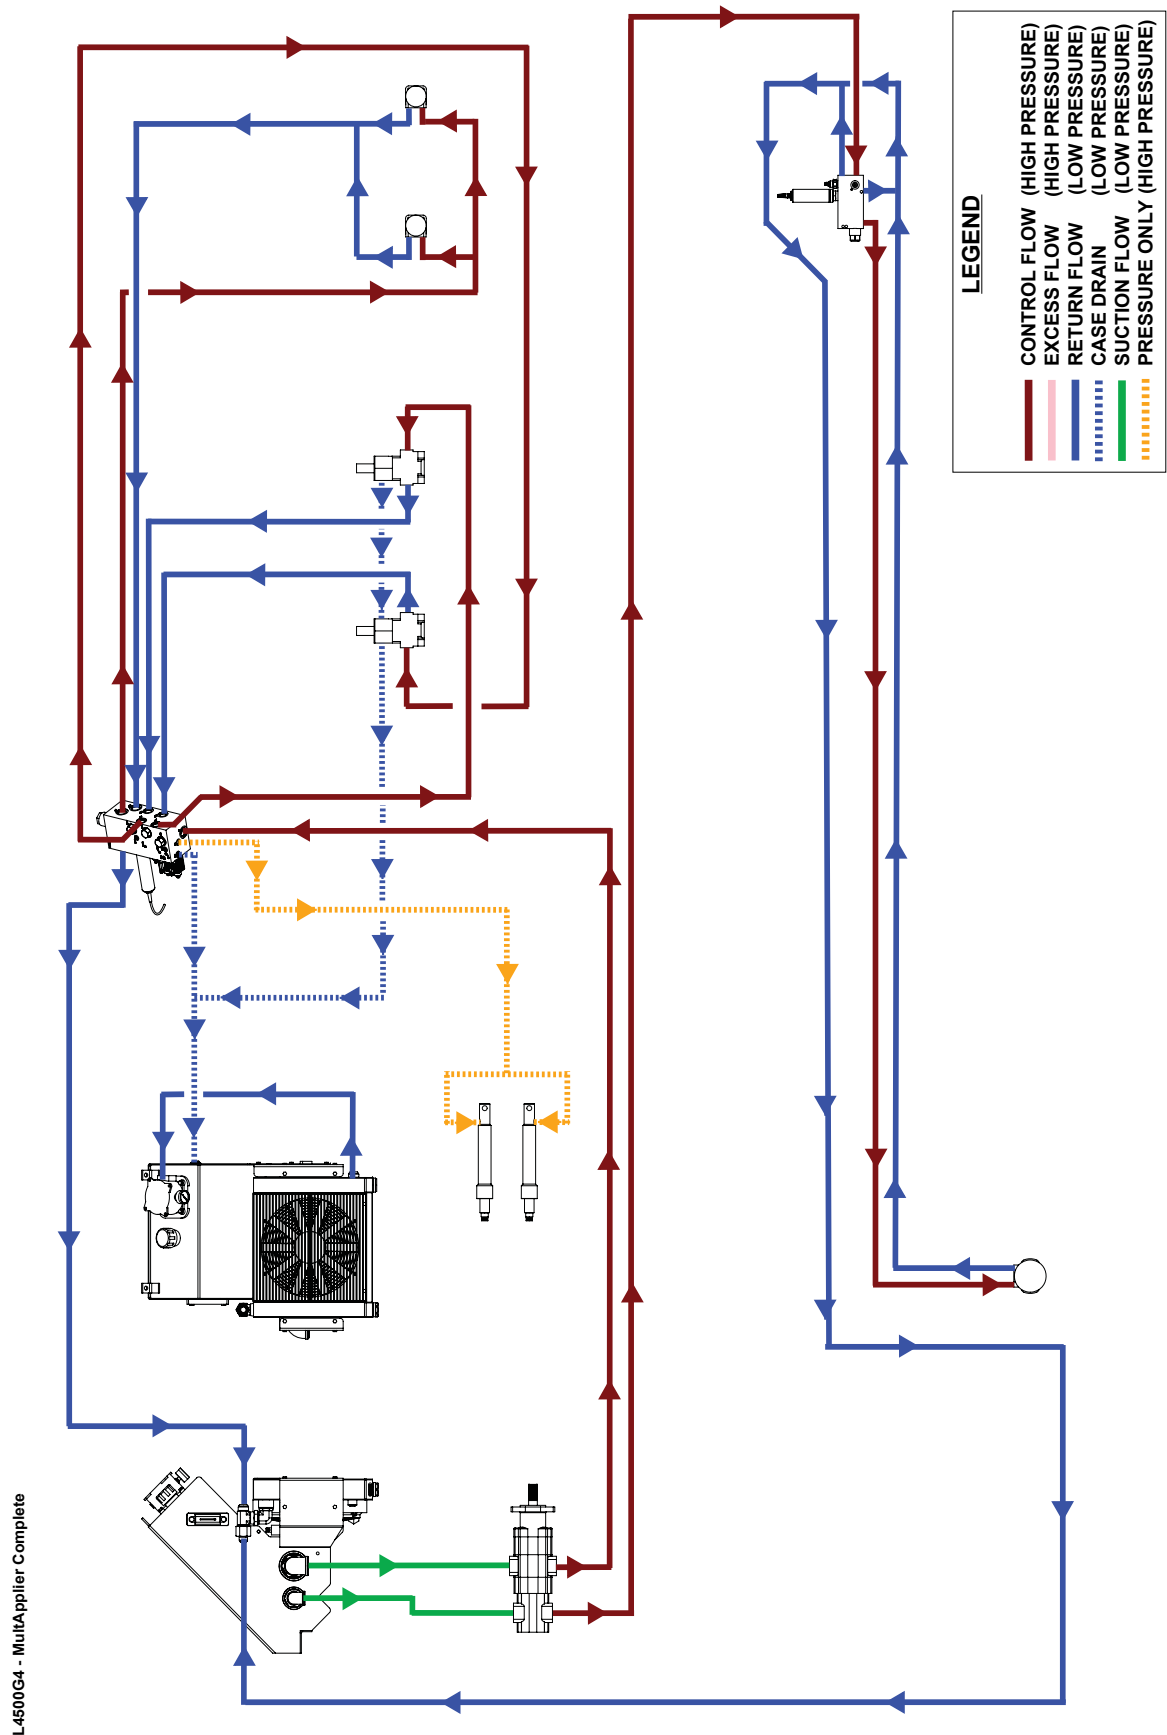 L4500G4 - MultApplier Complete
LEGEND
CONTROL FLOW (HIGH PRESSURE)
EXCESS FLOW (HIGH PRESSURE)
RETURN FLOW (LOW PRESSURE)
CASE DRAIN (LOW PRESSURE)
SUCTION FLOW (LOW PRESSURE)
PRESSURE ONLY (HIGH PRESSURE)